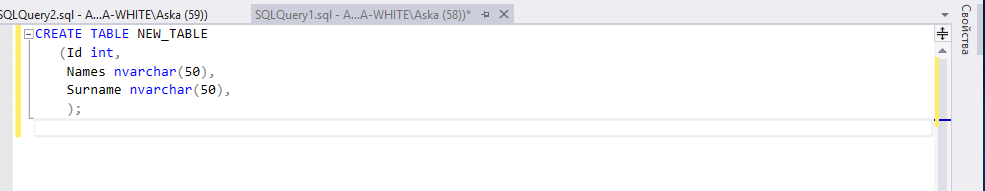 SQLQuery2.sql - A...A-WHITE\Aska (59))
SQLQuery1.sql - A...A-WHITE\Aska (58))*
CREATE TABLE NEW_TABLE
(Id int,
Names nvarchar(50),
Surname nvarchar(50),
);
Свойства